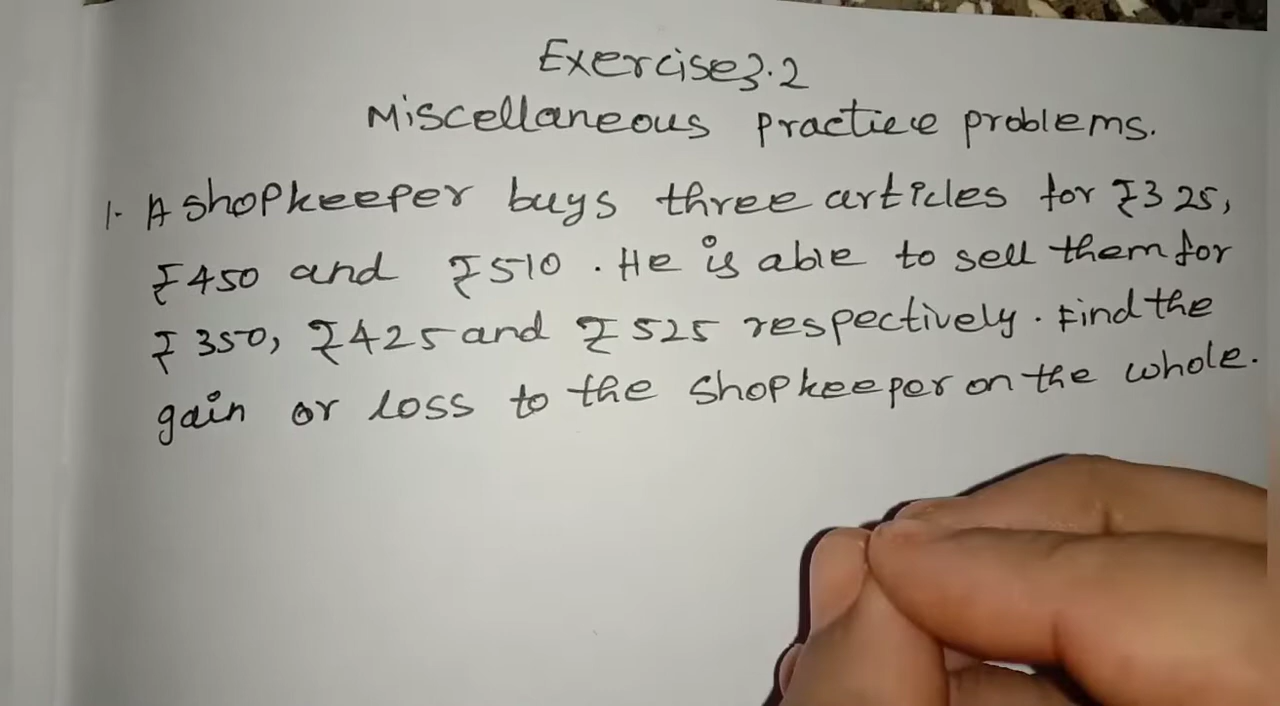 Exercise 3.2
Miscellaneous practice problems.
1. A shopkeeper buys three articles for ₹325,
₹450 and ₹510. He is able to sell them for
₹350, ₹425 and ₹525 respectively. Find the
gain or loss to the shopkeeper on the whole.